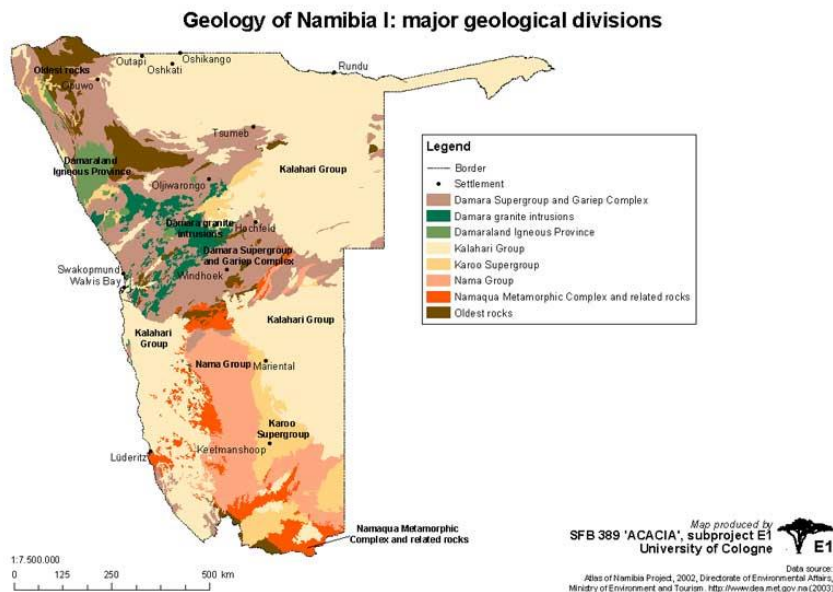 Geology of Namibia I: major geological divisions
Oshikango
Outapi
Oshkati
Rundu
Oldest rocks
Opuwo
Tsumeb
Damaraland
Igneous Province
Kalahari Group
Otjiwarongo
Damara granite
intrusions
Hochfeld
Damara Supergroup
and Gariep Complex
Swakopmund
Walvis Bay
Windhoek
Kalahari
Group
Kalahari Group
Nama Group
Mariental
Karoo
Supergroup
Keetmanshoop
Lüderitz
Namaqua Metamorphic
Complex and related rocks
Legend
Border
Settlement
Damara Supergroup and Gariep Complex
Damara granite intrusions
Damaraland Igneous Province
Kalahari Group
Karoo Supergroup
Nama Group
Namaqua Metamorphic Complex and related rocks
Oldest rocks
1:7.500.000
0 125 250 500 km
Map produced by
SFB 389 'ACACIA', subproject E1
University of Cologne
E1
Data source:
Atlas of Namibia Project, 2002, Directorate of Environmental Affairs,
Ministry of Environment and Tourism. http://www.dea.met.gov.na(2003)